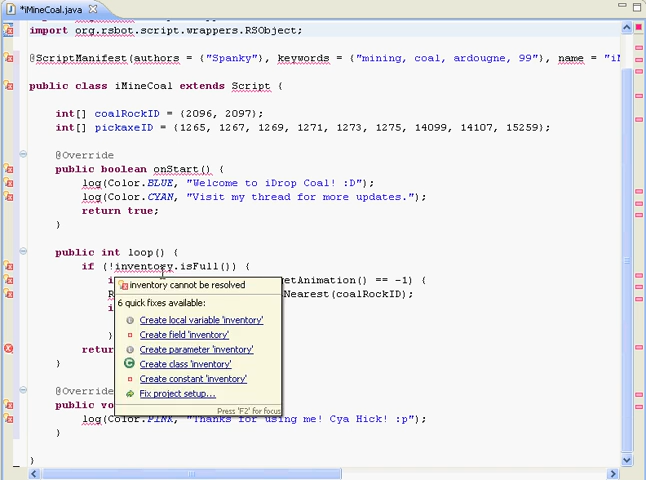 *iMineCoal.java
import org.rsbot.script.wrappers.RSObject;
@ScriptManifest(authors = {"Spanky"}, keywords = {"mining, coal, ardougne, 99"}, name = "iM
public class iMineCoal extends Script {
int[] coalRockID = {2096, 2097};
int[] pickaxeID = {1265, 1267, 1269, 1271, 1273, 1275, 14099, 14107, 15259};
@Override
public boolean onStart() {
log(Color.BLUE, "Welcome to iDrop Coal! :D");
log(Color.CYAN, "Visit my thread for more updates.");
return true;
}
public int loop() {
if (!inventory.isFull()) {
i etAnimation() == -1) {
R Nearest(coalRockID);
i
}
retu
}
@Overrid
public vo
log(Color.PINK, "Thanks for using me! Cya Hick! :p");
}
}
inventory cannot be resolved
6 quick fixes available:
Create local variable 'inventory'
Create field 'inventory'
Create parameter 'inventory'
Create class 'inventory'
Create constant 'inventory'
Fix project setup...
Press 'F2' for focus